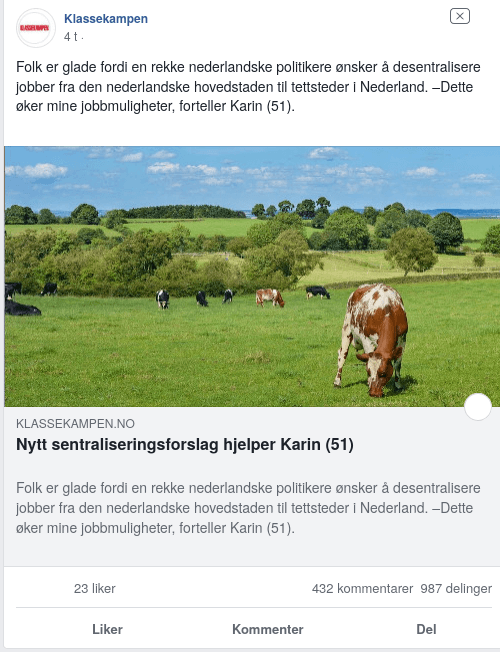 KLASSEKAMPEN
Klassekampen
4 t ·
Folk er glade fordi en rekke nederlandske politikere ønsker å desentralisere
jobber fra den nederlandske hovedstaden til tettsteder i Nederland. –Dette
øker mine jobbmuligheter, forteller Karin (51).
KLASSEKAMPEN.NO
Nytt sentraliseringsforslag hjelper Karin (51)
Folk er glade fordi en rekke nederlandske politikere ønsker å desentralisere
jobber fra den nederlandske hovedstaden til tettsteder i Nederland. –Dette
øker mine jobbmuligheter, forteller Karin (51).
23 liker 432 kommentarer 987 delinger
Liker Kommenter Del